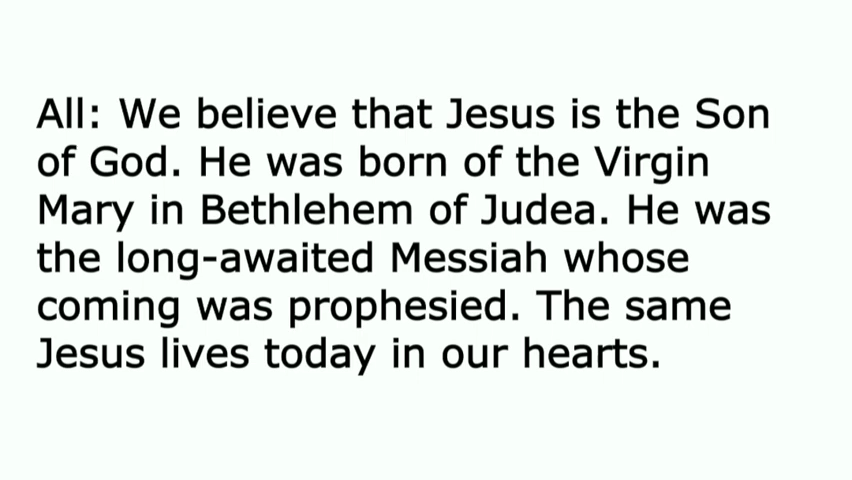 All: We believe that Jesus is the Son
of God. He was born of the Virgin
Mary in Bethlehem of Judea. He was
the long-awaited Messiah whose
coming was prophesied. The same
Jesus lives today in our hearts.